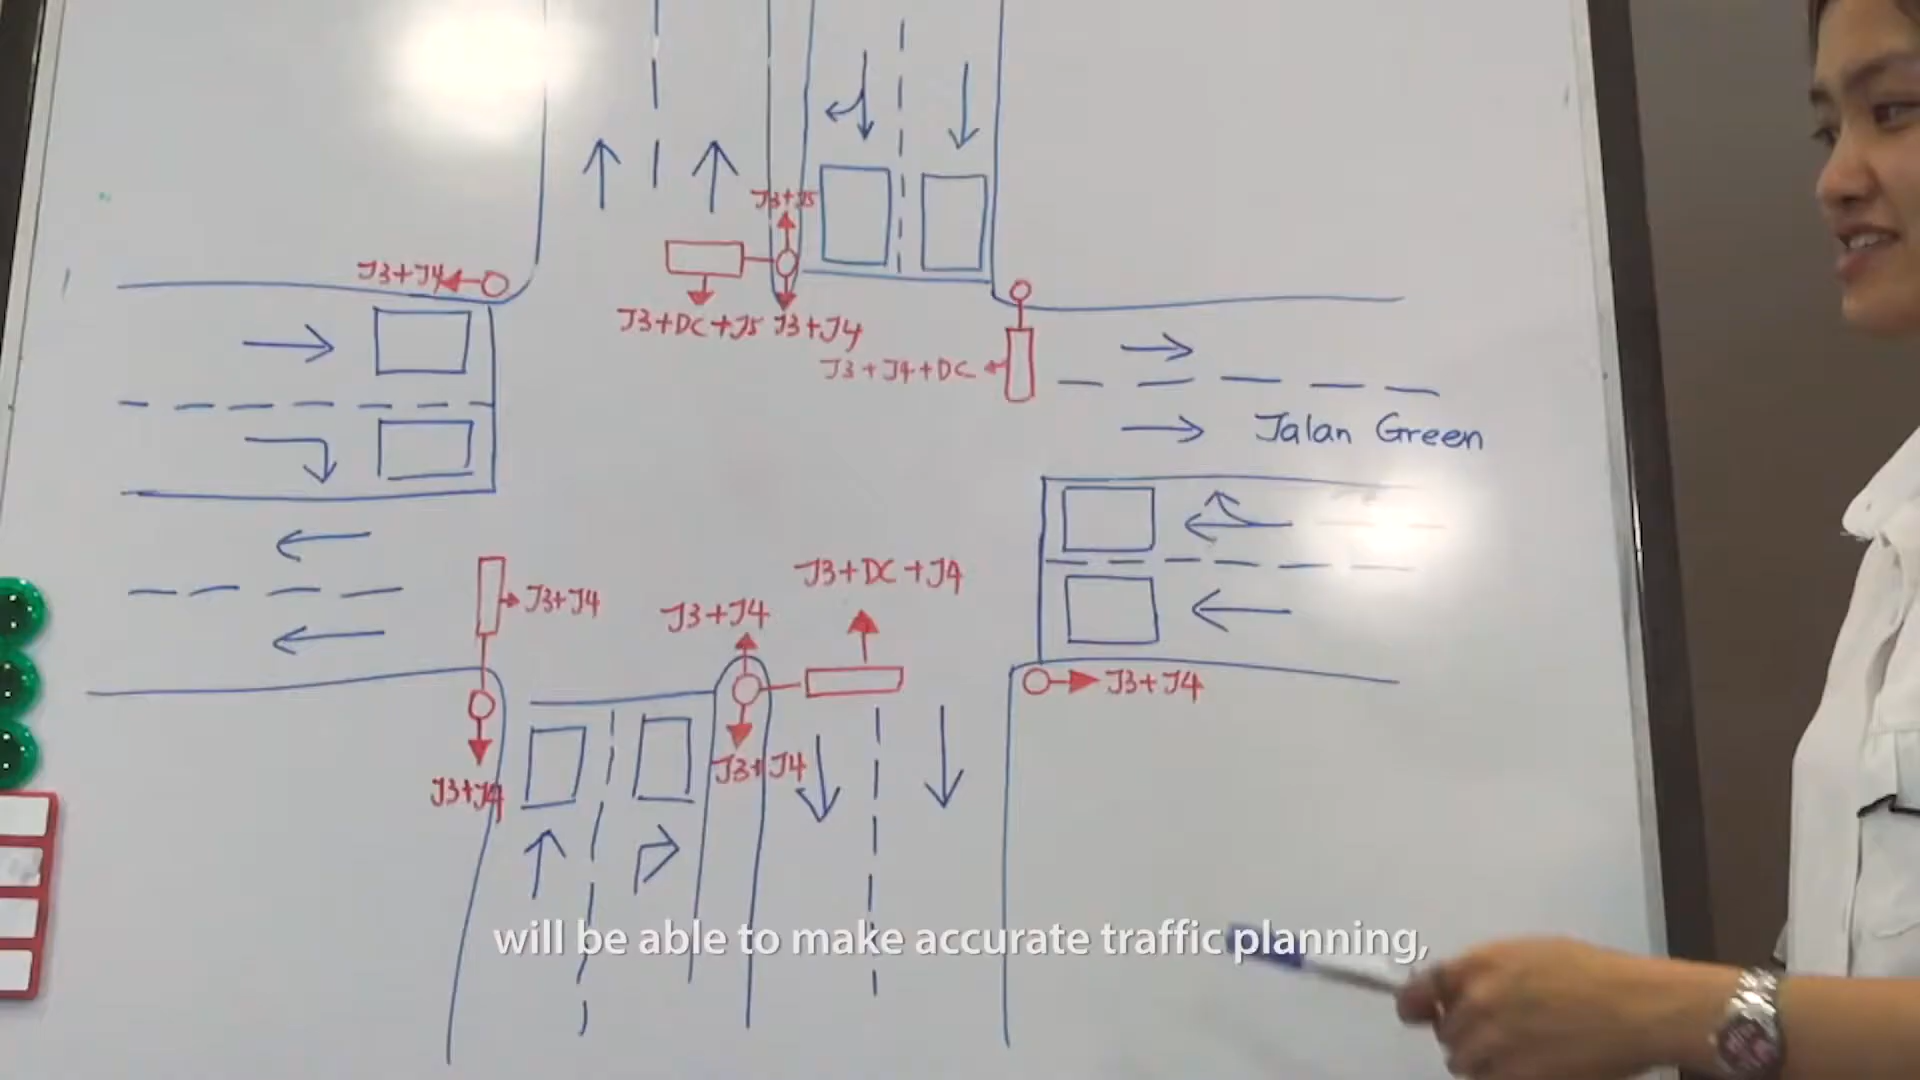 J3+J5
J3+J4
J3+DC+J5
J3+J4
J3+J4+DC
Jalan Green
J3+J4
J3+J4
J3+DC+J4
J3+J4
J3+J4
J3+J4
will be able to make accurate traffic planning,